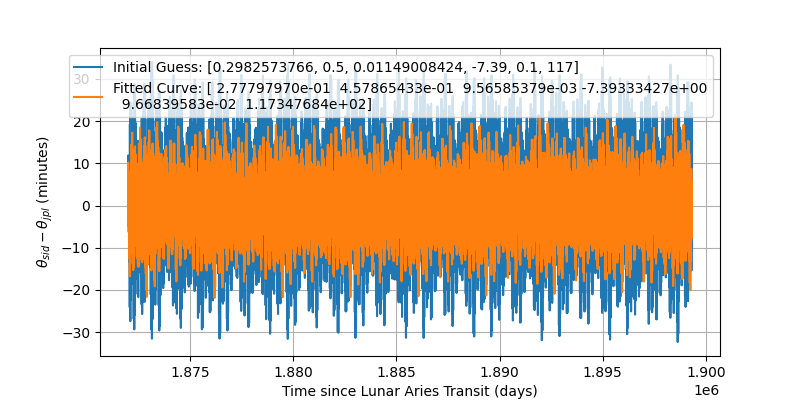 Initial Guess: [0.2982573766, 0.5, 0.01149008424, -7.39, 0.1, 117]
Fitted Curve: [ 2.77797970e-01 4.57865433e-01 9.56585379e-03 -7.39333427e+00
9.66839583e-02 1.17347684e+02]
30
20
10
0
−10
−20
−30
θsid − θJpl (minutes)
1.875 1.880 1.885 1.890 1.895 1.900
1e6
Time since Lunar Aries Transit (days)